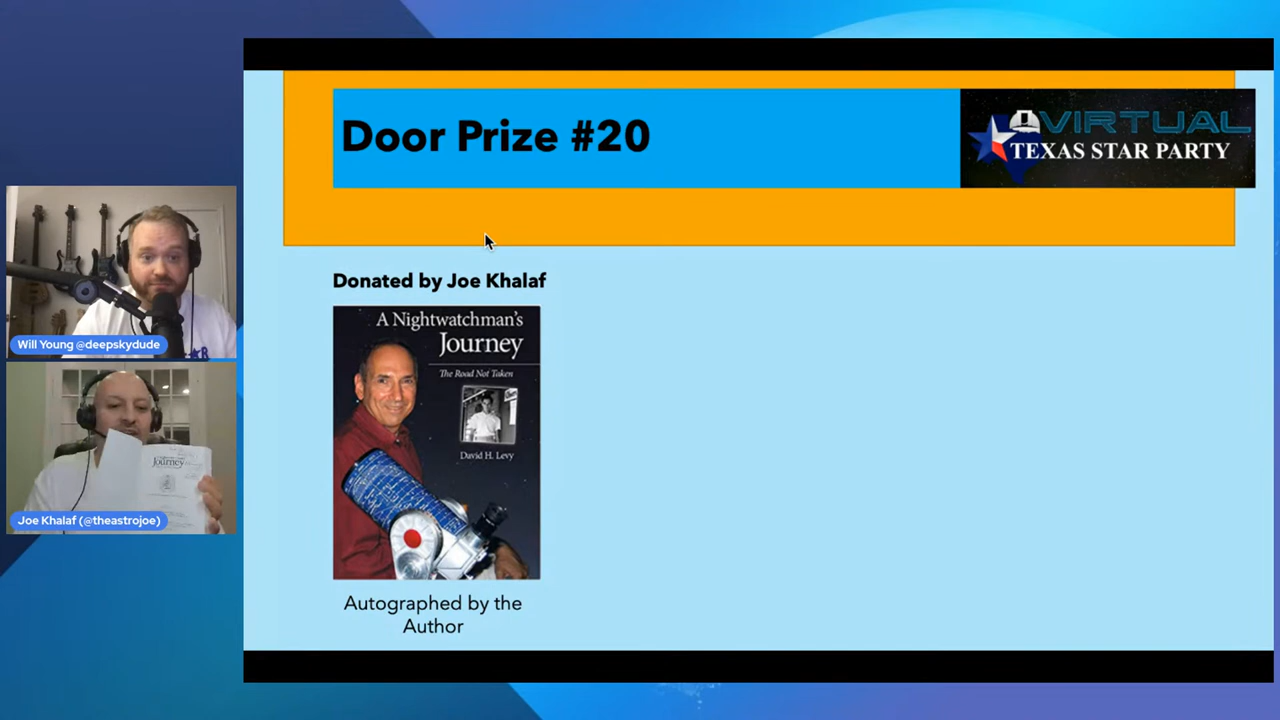 Door Prize #20
VIRTUAL
TEXAS STAR PARTY
Donated by Joe Khalaf
A Nightwatchman's
Journey
The Road Not Taken
David H. Levy
Autographed by the
Author
Will Young @deepskydude
Journey
Joe Khalaf (@theastrojoe)